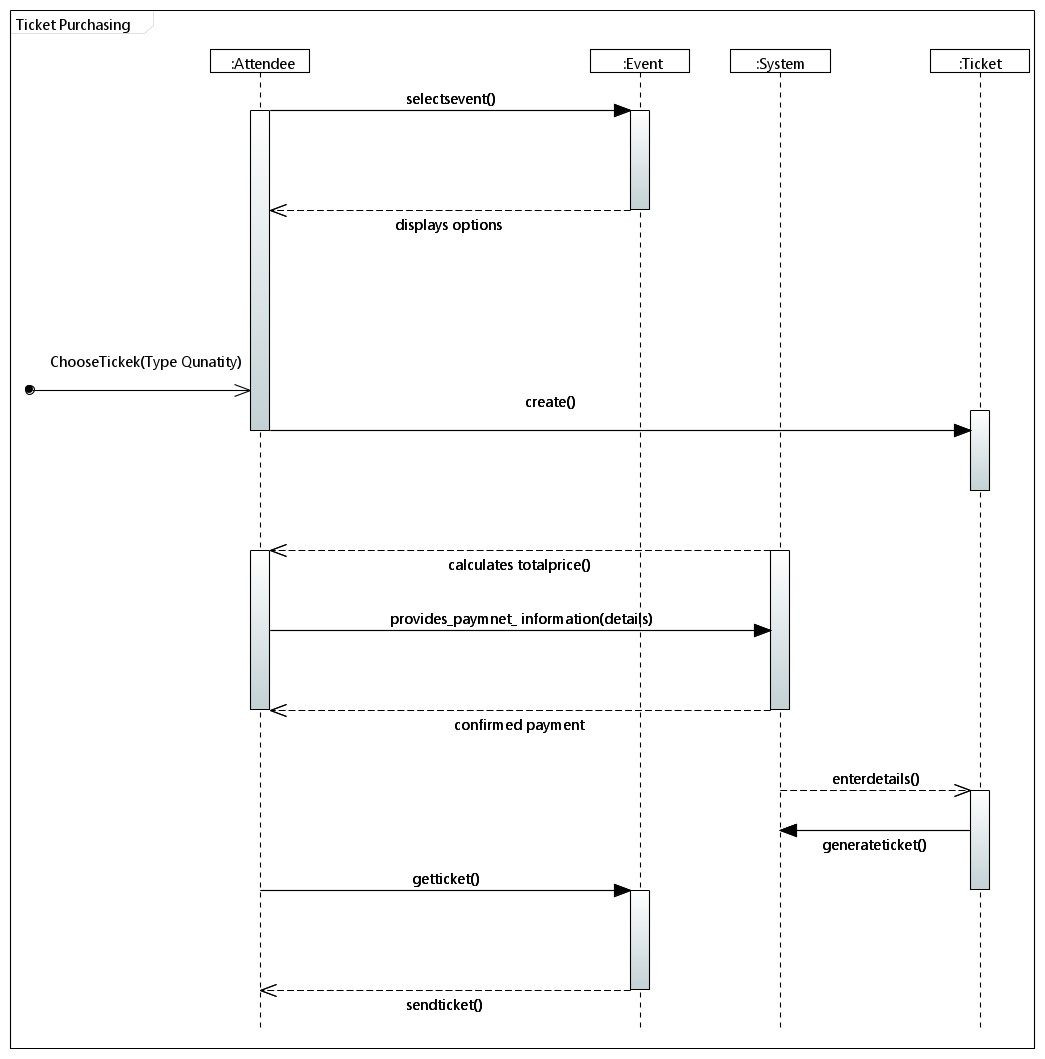 Ticket Purchasing
:Attendee
:Event
:System
:Ticket
selectsevent()
displays options
ChooseTickek(Type Qunatity)
create()
calculates totalprice()
provides_paymnet_ information(details)
confirmed payment
enterdetails()
generateticket()
getticket()
sendticket()